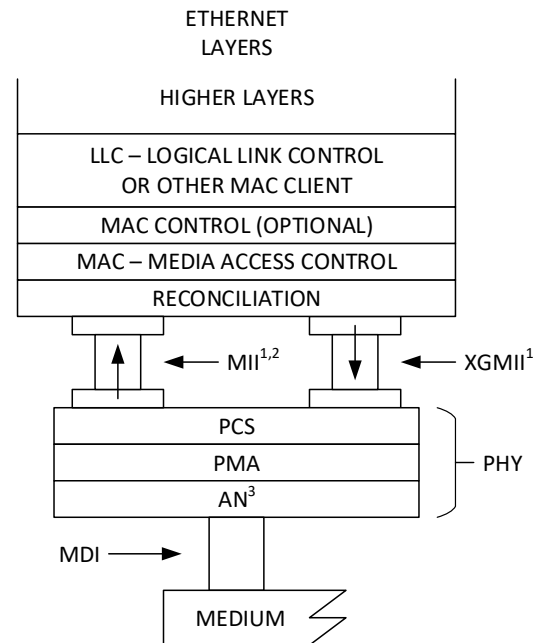 ETHERNET
LAYERS
HIGHER LAYERS
LLC – LOGICAL LINK CONTROL
OR OTHER MAC CLIENT
MAC CONTROL (OPTIONAL)
MAC – MEDIA ACCESS CONTROL
RECONCILIATION
MII¹,²
XGMII¹
PCS
PMA
AN³
PHY
MDI
MEDIUM